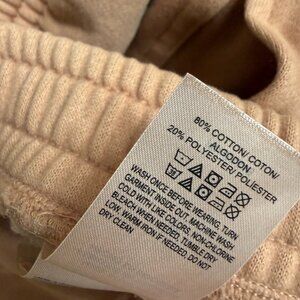 80% COTTON/ COTON/
ALGODON
20% POLYESTER/ POLIESTER
WASH ONCE BEFORE WEARING. TURN
GARMENT INSIDE OUT. MACHINE WASH
COLD WITH LIKE COLORS. NON-CHLORINE
BLEACH WHEN NEEDED, TUMBLE DRY
LOW, WARM IRON IF NEEDED. DO NOT
DRY CLEAN